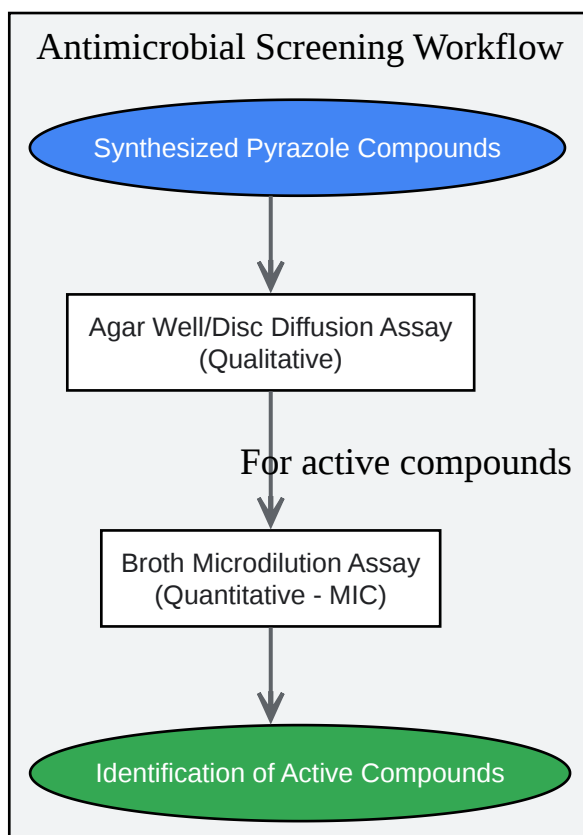 Antimicrobial Screening Workflow
Synthesized Pyrazole Compounds
Agar Well/Disc Diffusion Assay
(Qualitative)
For active compounds
Broth Microdilution Assay
(Quantitative - MIC)
Identification of Active Compounds